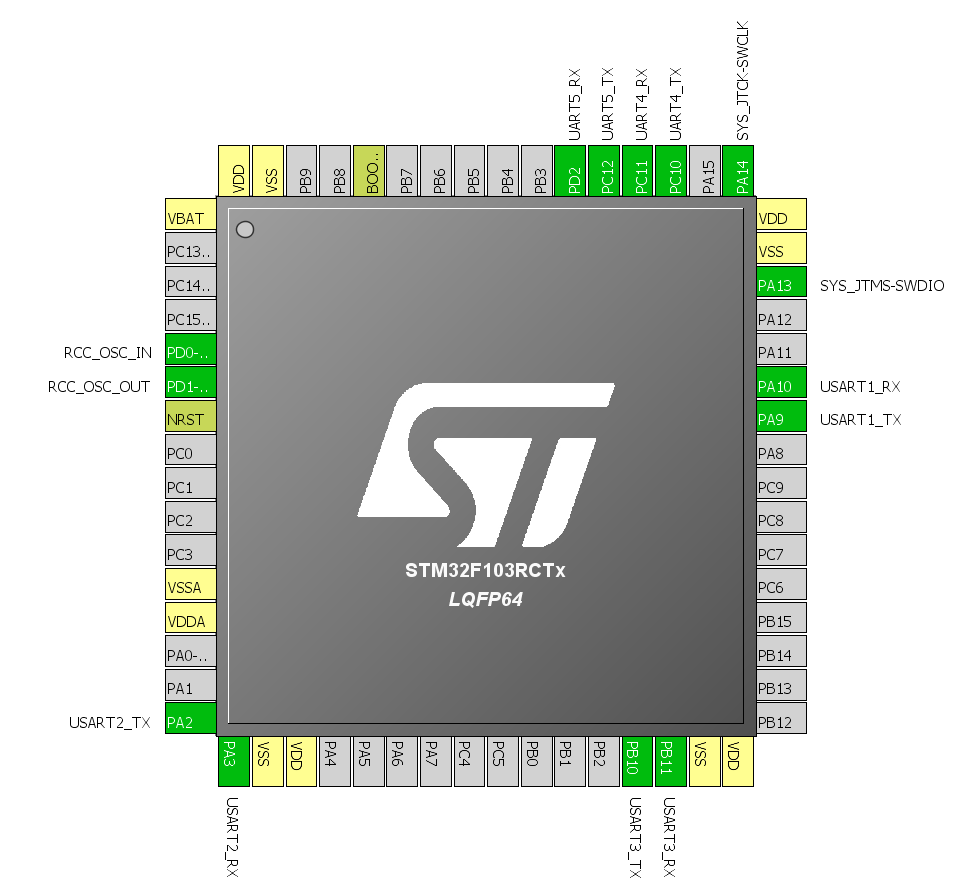 UART5_RX
UART5_TX
UART4_RX
UART4_TX
SYS_JTCK-SWCLK
VDD
VSS
PB9
PB8
BOO..
PB7
PB6
PB5
PB4
PB3
PD2
PC12
PC11
PC10
PA15
PA14
VBAT
PC13..
PC14..
PC15..
RCC_OSC_IN PD0-..
RCC_OSC_OUT PD1-..
NRST
PC0
PC1
PC2
PC3
VSSA
VDDA
PA0-..
PA1
USART2_TX PA2
ST
STM32F103RCTx
LQFP64
VDD
VSS
PA13 SYS_JTMS-SWDIO
PA12
PA11
PA10 USART1_RX
PA9 USART1_TX
PA8
PC9
PC8
PC7
PC6
PB15
PB14
PB13
PB12
PA3
VSS
VDD
PA4
PA5
PA6
PA7
PC4
PC5
PB0
PB1
PB2
PB10
PB11
VSS
VDD
USART2_RX
USART3_TX
USART3_RX